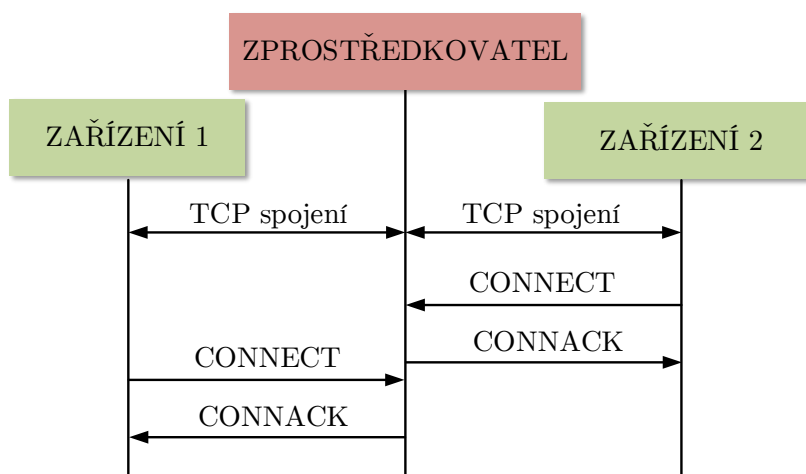 ZPROSTŘEDKOVATEL
ZAŘÍZENÍ 1
ZAŘÍZENÍ 2
TCP spojení
TCP spojení
CONNECT
CONNACK
CONNECT
CONNACK